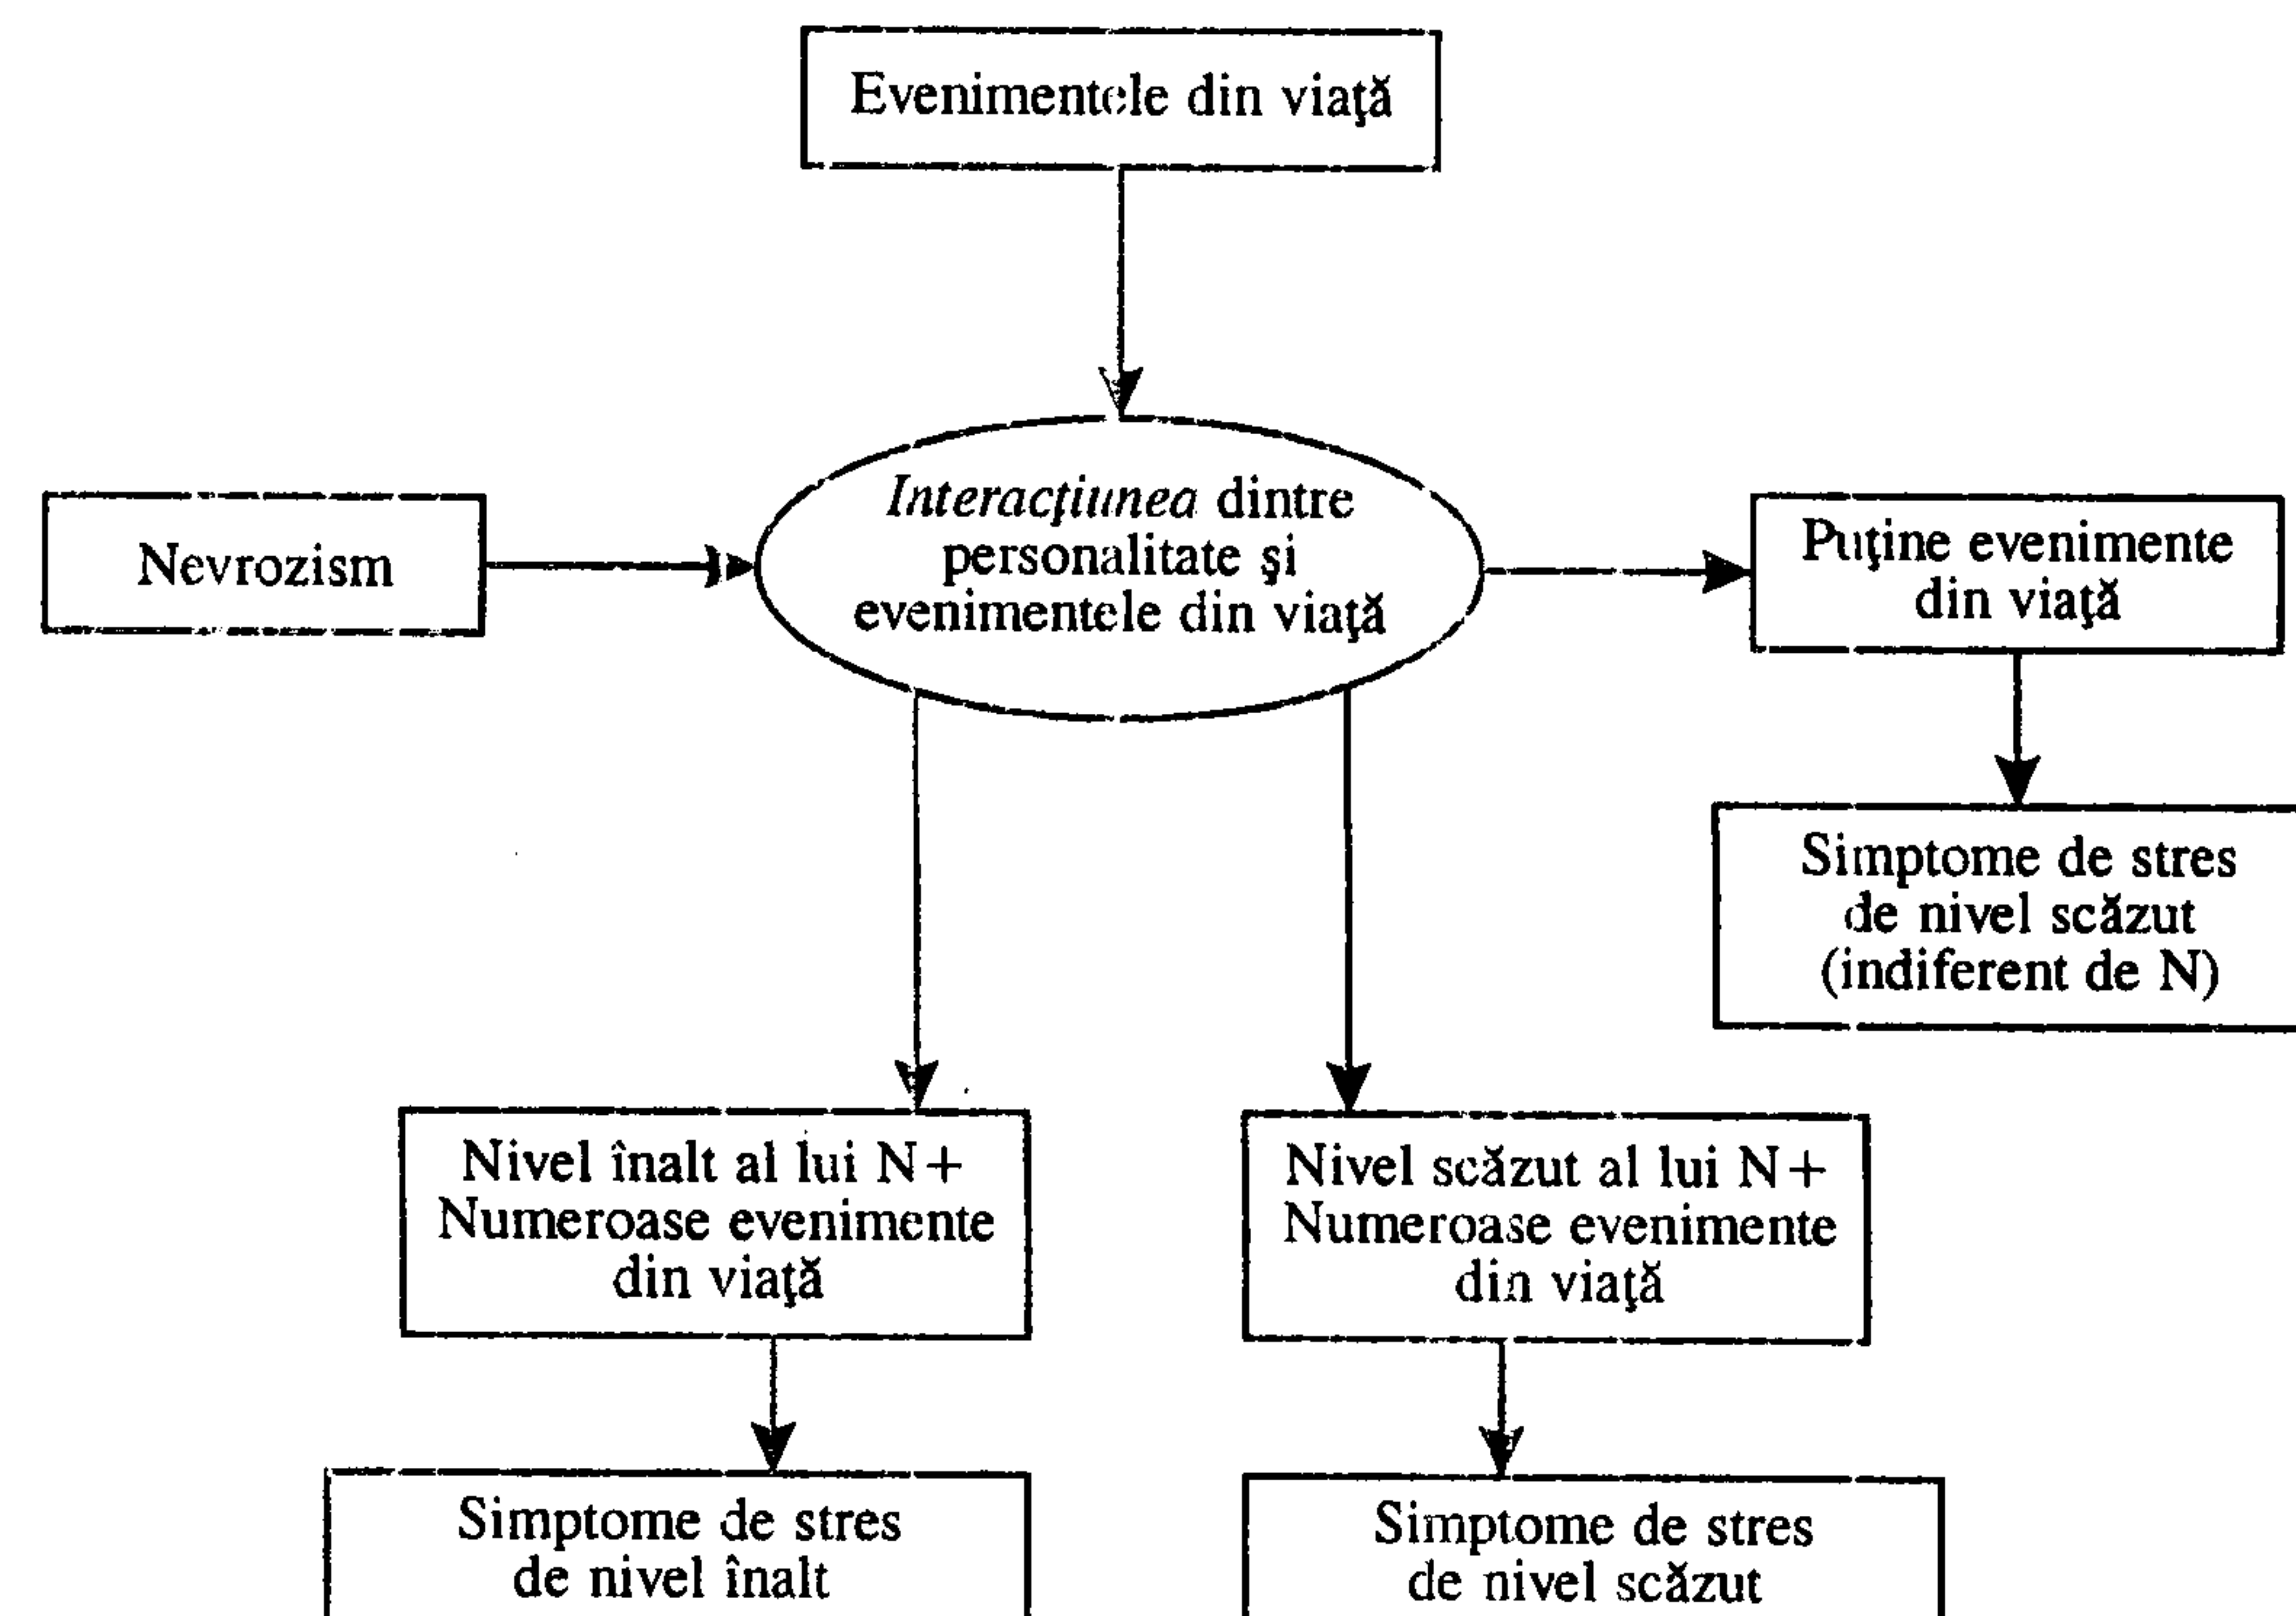 Evenimentele din viaţă
Interacţiunea dintre
personalitate şi
evenimentele din viaţă
Nevrozism
Puţine evenimente
din viaţă
Simptome de stres
de nivel scăzut
(indiferent de N)
Nivel înalt al lui N+
Numeroase evenimente
din viaţă
Nivel scăzut al lui N+
Numeroase evenimente
din viaţă
Simptome de stres
de nivel înalt
Simptome de stres
de nivel scăzut